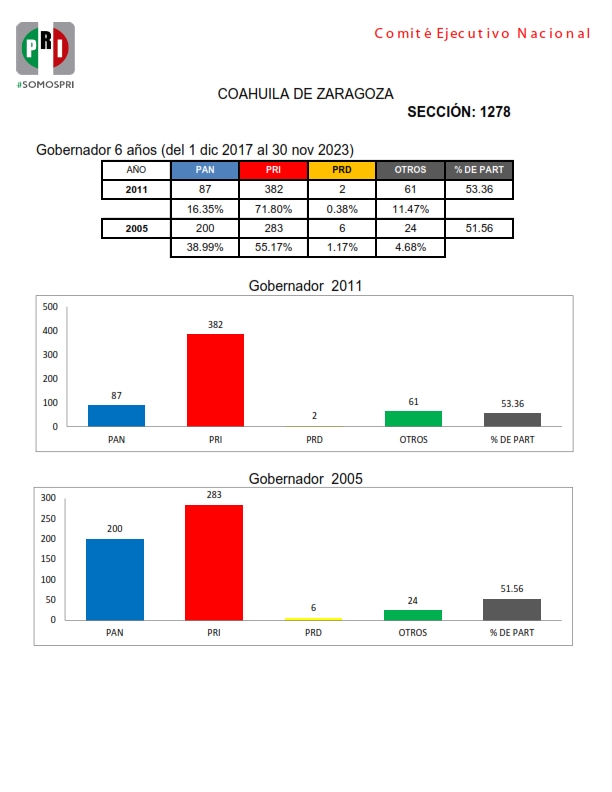 PRI
#SOMOSPRI
Comité Ejecutivo Nacional
COAHUILA DE ZARAGOZA
SECCIÓN: 1278
Gobernador 6 años (del 1 dic 2017 al 30 nov 2023)
AÑO PAN PRI PRD OTROS % DE PART
2011 87 382 2 61 53.36
16.35% 71.80% 0.38% 11.47%
2005 200 283 6 24 51.56
38.99% 55.17% 1.17% 4.68%
Gobernador 2011
500
400
300
200
100
0
87
382
2
61
53.36
PAN PRI PRD OTROS % DE PART
Gobernador 2005
300
250
200
150
100
50
0
200
283
6
24
51.56
PAN PRI PRD OTROS % DE PART